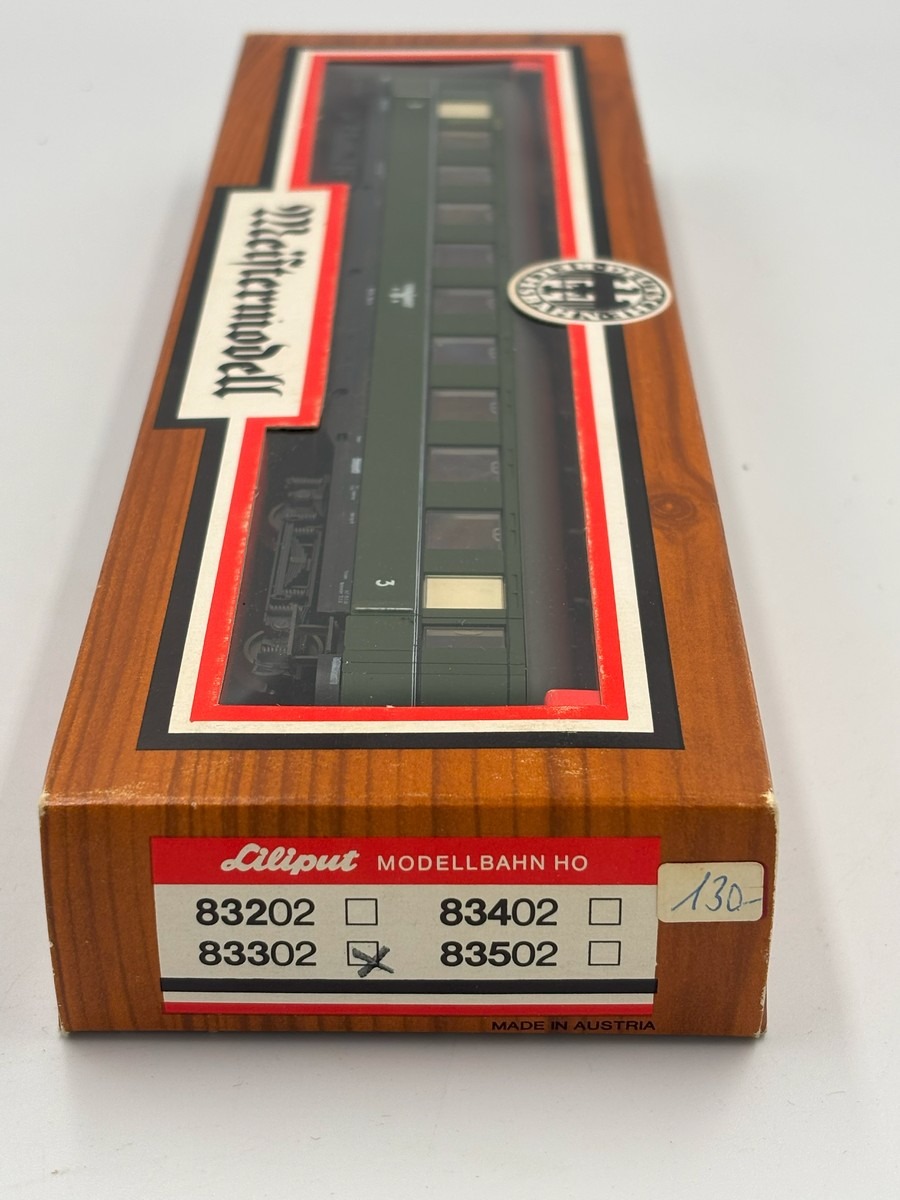 Meistermodell
3
Liliput MODELLBAHN HO
83202 83402
83302 83502
130.-
MADE IN AUSTRIA